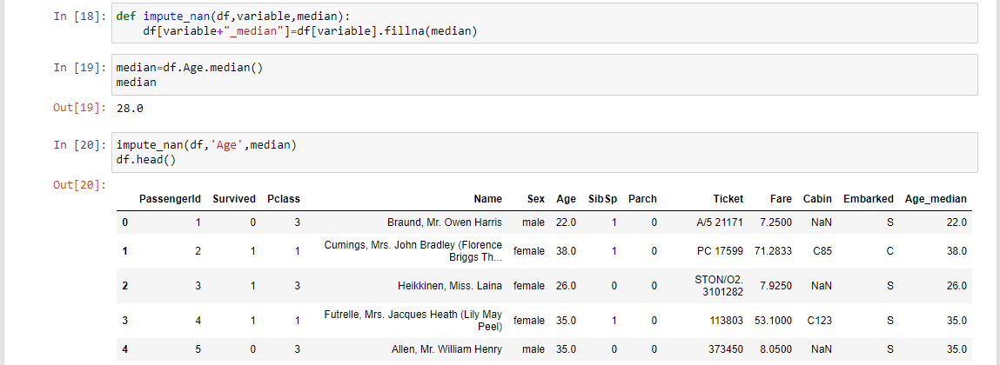 In [18]: def impute_nan(df,variable,median):
    df[variable+"_median"]=df[variable].fillna(median)
In [19]: median=df.Age.median()
median
Out[19]: 28.0
In [20]: impute_nan(df,'Age',median)
df.head()
Out[20]:
PassengerId Survived Pclass Name Sex Age SibSp Parch Ticket Fare Cabin Embarked Age_median
0 1 0 3 Braund, Mr. Owen Harris male 22.0 1 0 A/5 21171 7.2500 NaN S 22.0
1 2 1 1 Cumings, Mrs. John Bradley (Florence Briggs Th... female 38.0 1 0 PC 17599 71.2833 C85 C 38.0
2 3 1 3 Heikkinen, Miss. Laina female 26.0 0 0 STON/O2. 3101282 7.9250 NaN S 26.0
3 4 1 1 Futrelle, Mrs. Jacques Heath (Lily May Peel) female 35.0 1 0 113803 53.1000 C123 S 35.0
4 5 0 3 Allen, Mr. William Henry male 35.0 0 0 373450 8.0500 NaN S 35.0